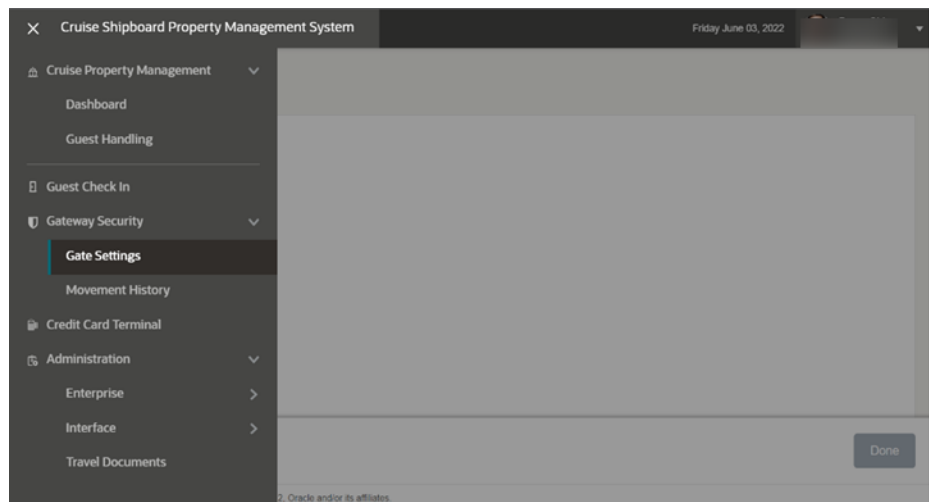 Cruise Shipboard Property Management System
Friday June 03, 2022
Cruise Property Management
Dashboard
Guest Handling
Guest Check In
Gateway Security
Gate Settings
Movement History
Credit Card Terminal
Administration
Enterprise
Interface
Travel Documents
Done
2, Oracle and/or its affiliates.